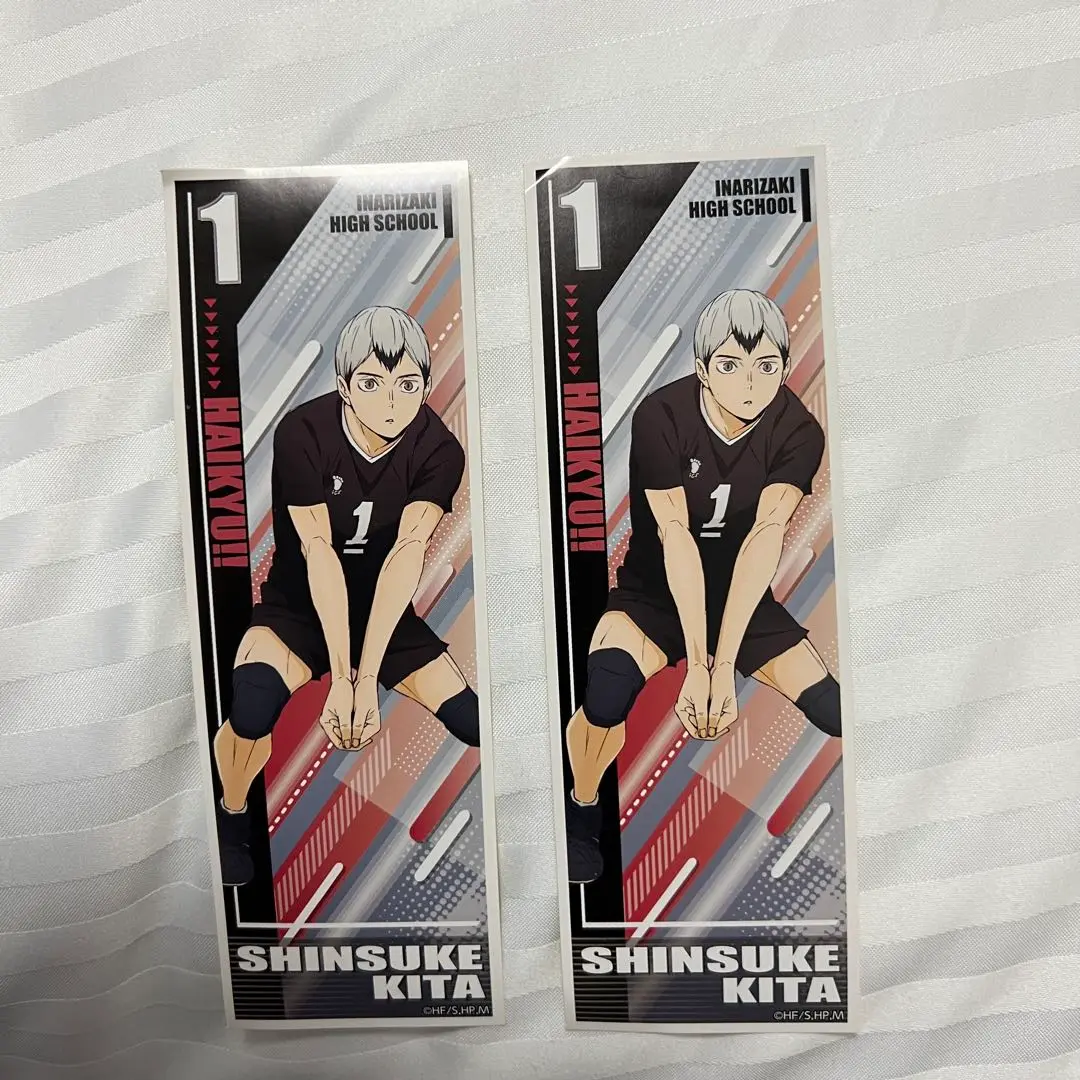 1
INARIZAKI
HIGH SCHOOL
HAIKYU!!
1
SHINSUKE
KITA
©HF/S,HP,M
1
INARIZAKI
HIGH SCHOOL
HAIKYU!!
1
SHINSUKE
KITA
©HF/S,HP,M